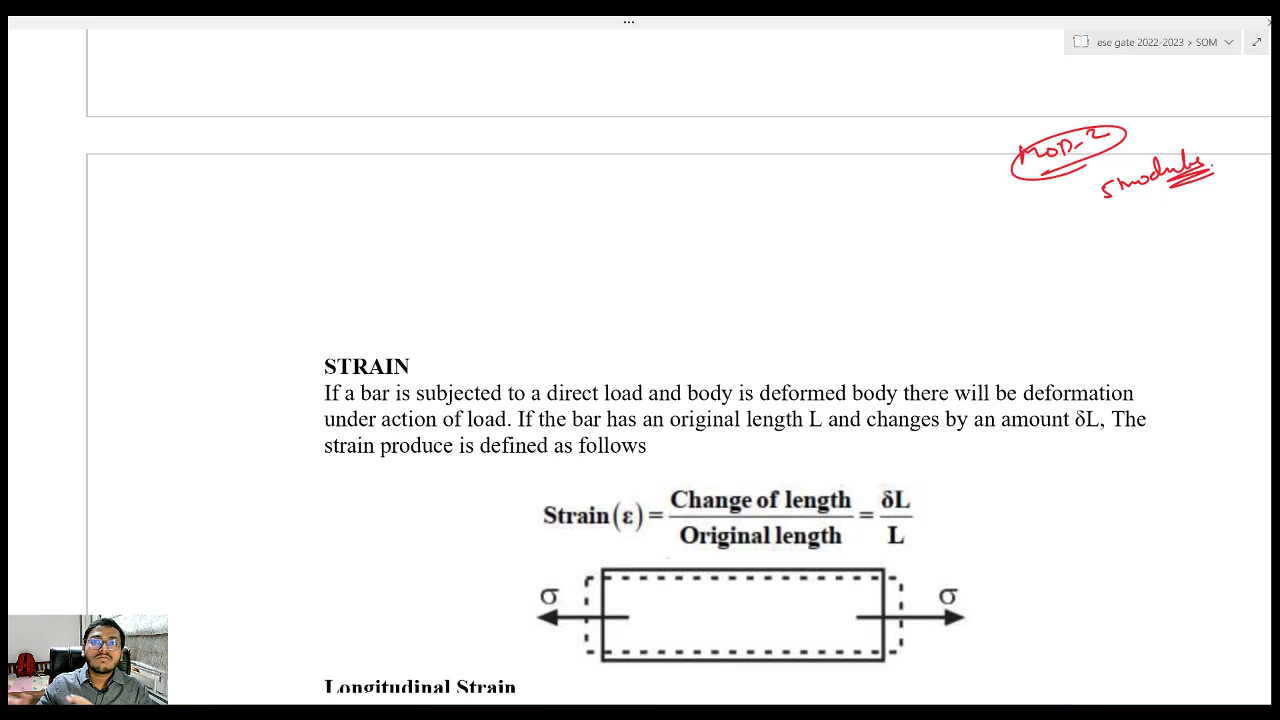 ...
ese gate 2022-2023 > SOM
MOD-2
5 modules
STRAIN
If a bar is subjected to a direct load and body is deformed body there will be deformation
under action of load. If the bar has an original length L and changes by an amount δL, The
strain produce is defined as follows
Strain(ε) = Change of length / Original length = δL / L
σ σ
Longitudinal Strain